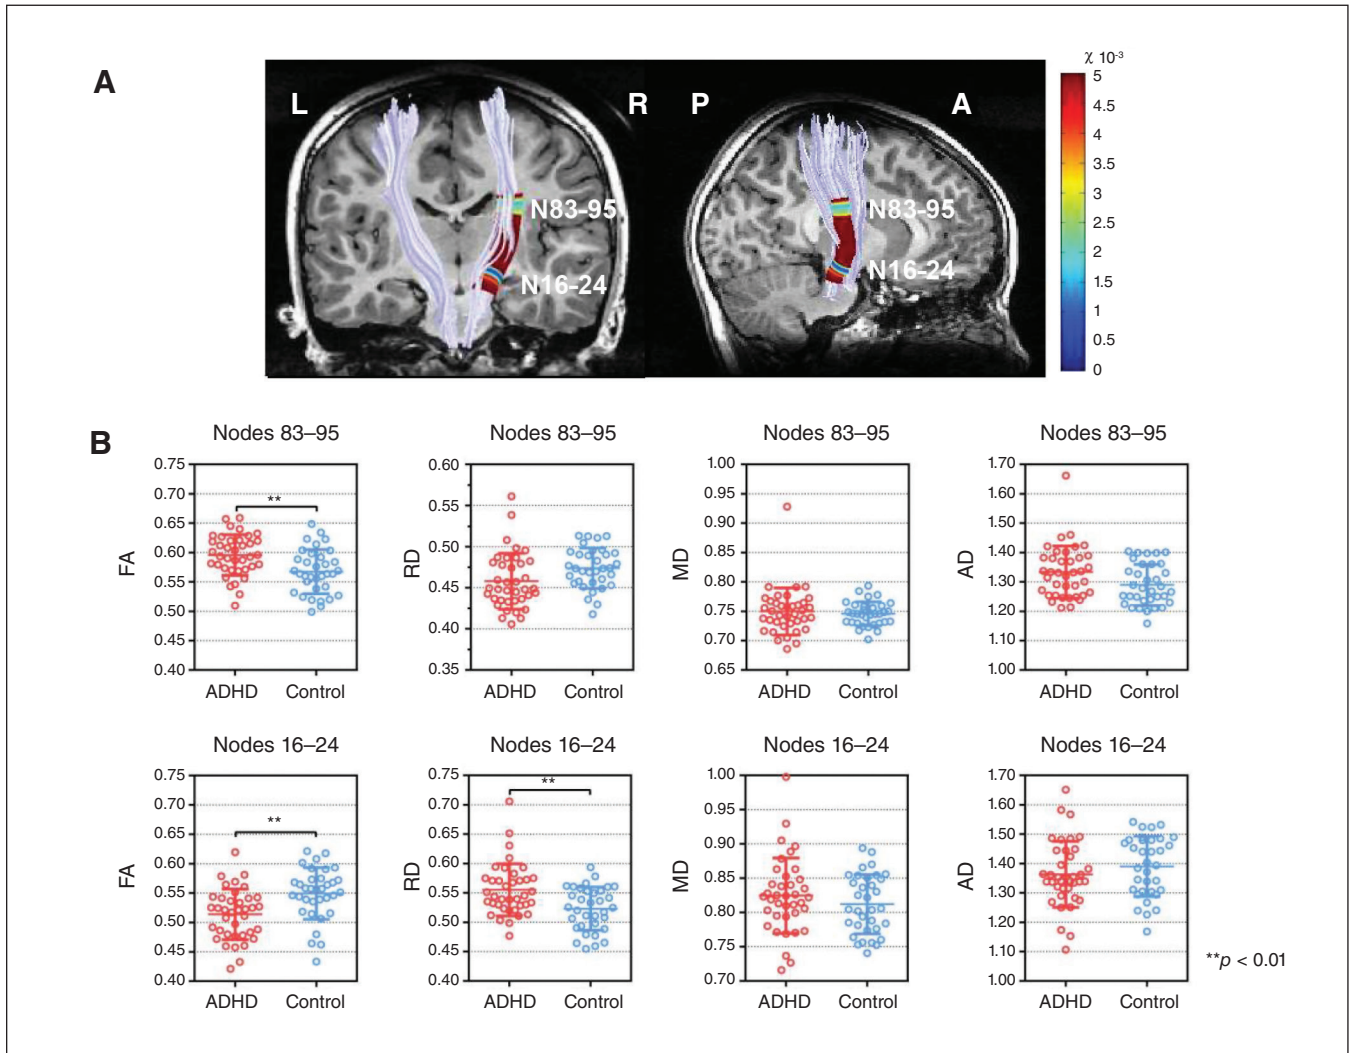 A
L
R
P
A
N83-95
N16-24
N83-95
N16-24
χ 10-3
5
4.5
4
3.5
3
2.5
2
1.5
1
0.5
0
B
Nodes 83–95
FA
0.75
0.70
0.65
0.60
0.55
0.50
0.45
0.40
**
ADHD
Control
Nodes 83–95
RD
0.60
0.55
0.50
0.45
0.40
0.35
ADHD
Control
Nodes 83–95
MD
1.00
0.95
0.90
0.85
0.80
0.75
0.70
0.65
ADHD
Control
Nodes 83–95
AD
1.70
1.60
1.50
1.40
1.30
1.20
1.10
1.00
ADHD
Control
Nodes 16–24
FA
0.75
0.70
0.65
0.60
0.55
0.50
0.45
0.40
**
ADHD
Control
Nodes 16–24
RD
0.75
0.70
0.65
0.60
0.55
0.50
0.45
0.40
**
ADHD
Control
Nodes 16–24
MD
1.00
0.95
0.90
0.85
0.80
0.75
0.70
ADHD
Control
Nodes 16–24
AD
1.70
1.60
1.50
1.40
1.30
1.20
1.10
1.00
ADHD
Control
**p < 0.01